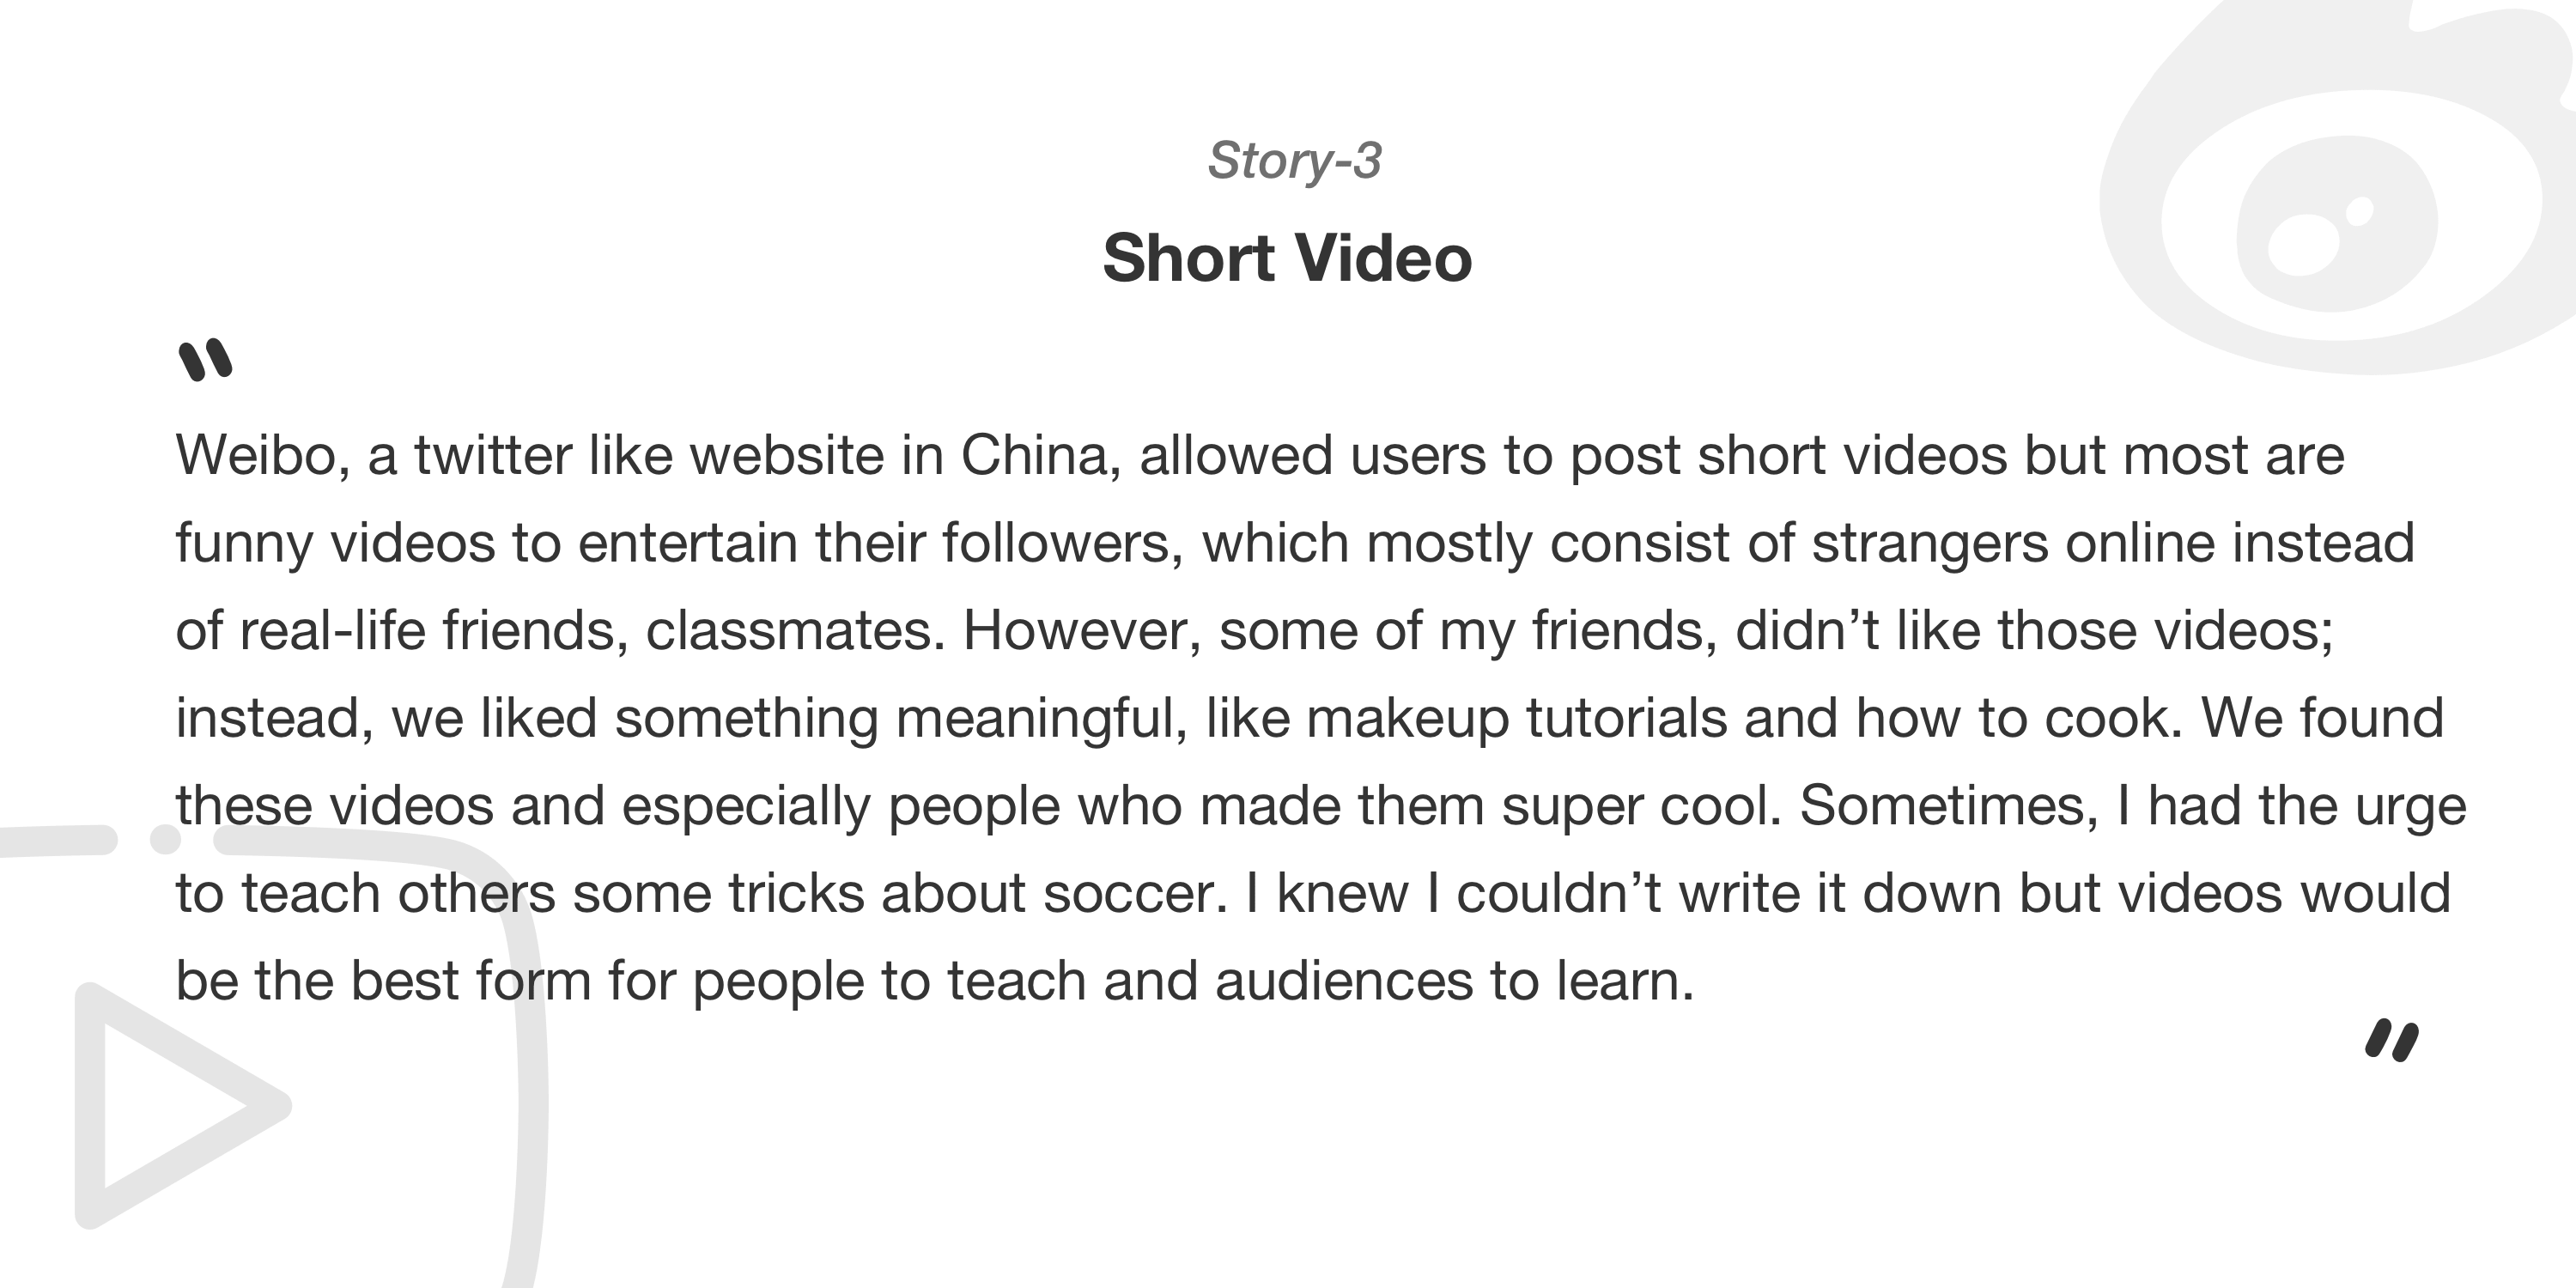 Story-3
Short Video
"
Weibo, a twitter like website in China, allowed users to post short videos but most are
funny videos to entertain their followers, which mostly consist of strangers online instead
of real-life friends, classmates. However, some of my friends, didn’t like those videos;
instead, we liked something meaningful, like makeup tutorials and how to cook. We found
these videos and especially people who made them super cool. Sometimes, I had the urge
to teach others some tricks about soccer. I knew I couldn’t write it down but videos would
be the best form for people to teach and audiences to learn.
"